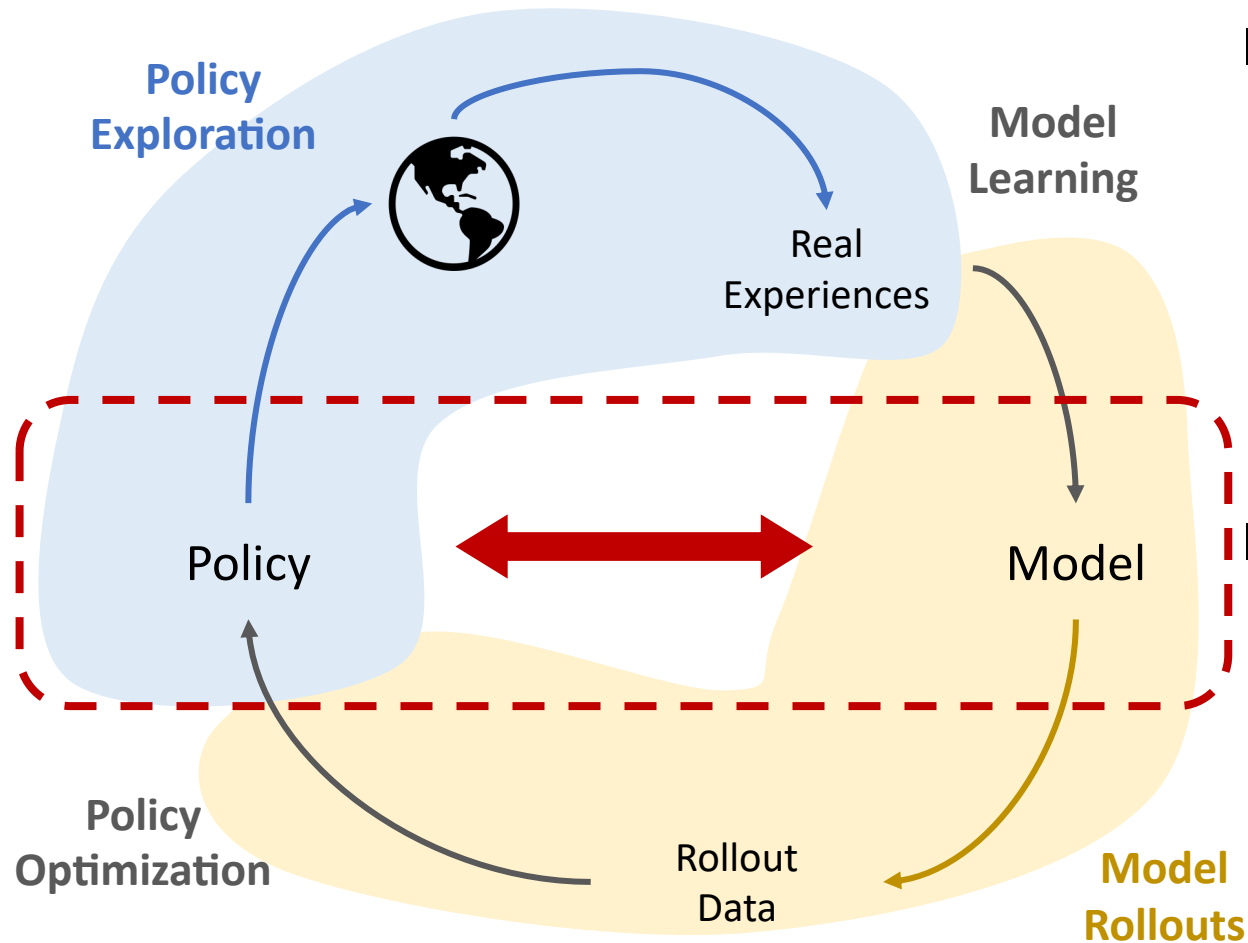 Policy
Exploration
Model
Learning
Real
Experiences
Policy
Model
Policy
Optimization
Rollout
Data
Model
Rollouts